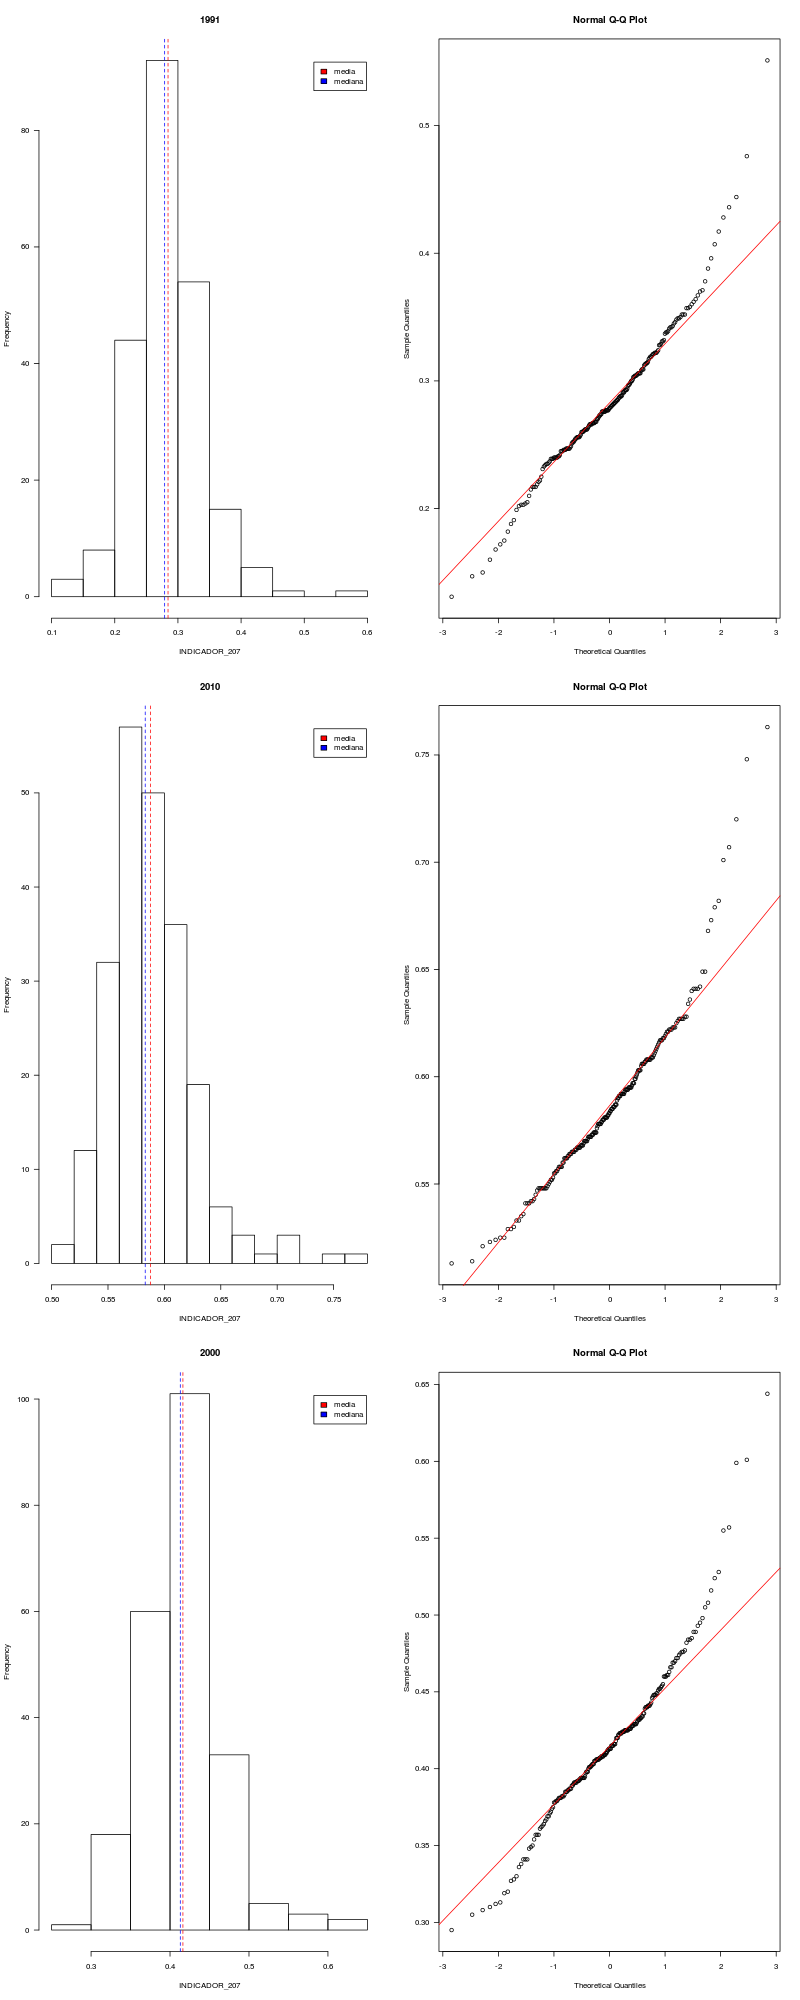 1991
media
mediana
Frequency
0
20
40
60
80
0.1 0.2 0.3 0.4 0.5 0.6
INDICADOR_207
Normal Q-Q Plot
Sample Quantiles
0.2
0.3
0.4
0.5
-3 -2 -1 0 1 2 3
Theoretical Quantiles
2010
media
mediana
Frequency
0
10
20
30
40
50
0.50 0.55 0.60 0.65 0.70 0.75
INDICADOR_207
Normal Q-Q Plot
Sample Quantiles
0.55
0.60
0.65
0.70
0.75
-3 -2 -1 0 1 2 3
Theoretical Quantiles
2000
media
mediana
Frequency
0
20
40
60
80
100
0.3 0.4 0.5 0.6
INDICADOR_207
Normal Q-Q Plot
Sample Quantiles
0.30
0.35
0.40
0.45
0.50
0.55
0.60
0.65
-3 -2 -1 0 1 2 3
Theoretical Quantiles